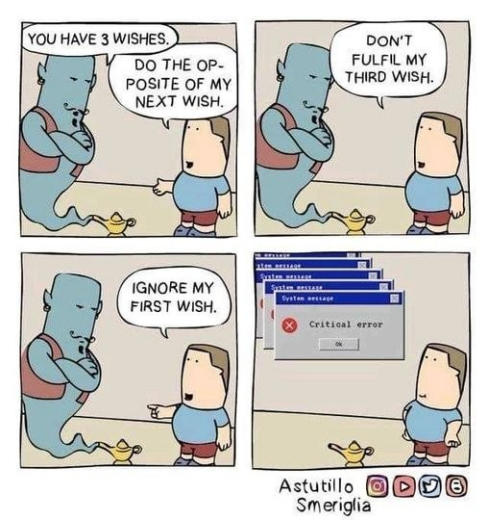 YOU HAVE 3 WISHES.
DO THE OP-
POSITE OF MY
NEXT WISH.
DON'T
FULFIL MY
THIRD WISH.
IGNORE MY
FIRST WISH.
System message
System message
System message
System message
Critical error
Ok
Astutillo
Smeriglia